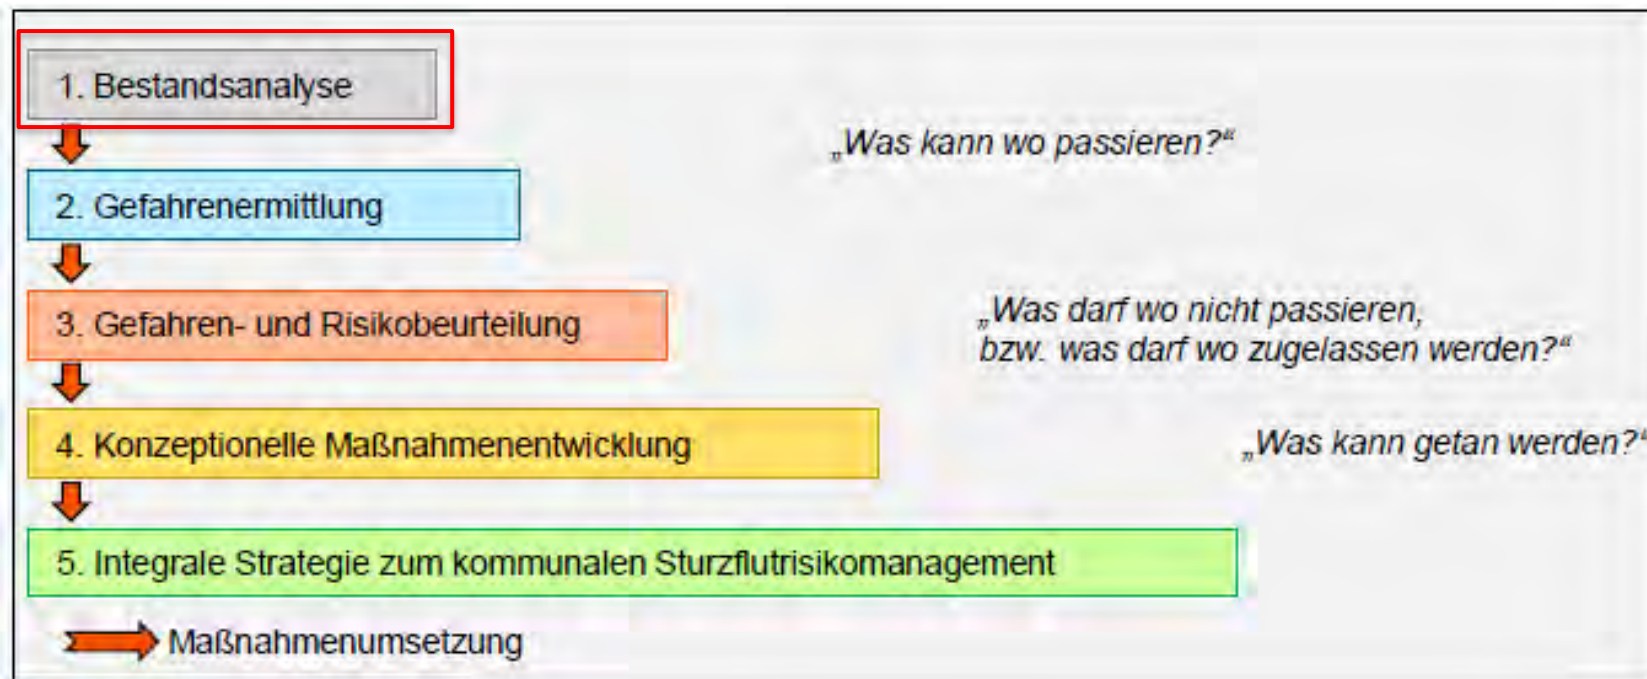 1. Bestandsanalyse
„Was kann wo passieren?“
2. Gefahrenermittlung
3. Gefahren- und Risikobeurteilung
„Was darf wo nicht passieren,
bzw. was darf wo zugelassen werden?“
4. Konzeptionelle Maßnahmenentwicklung
„Was kann getan werden?“
5. Integrale Strategie zum kommunalen Sturzflutrisikomanagement
Maßnahmenumsetzung